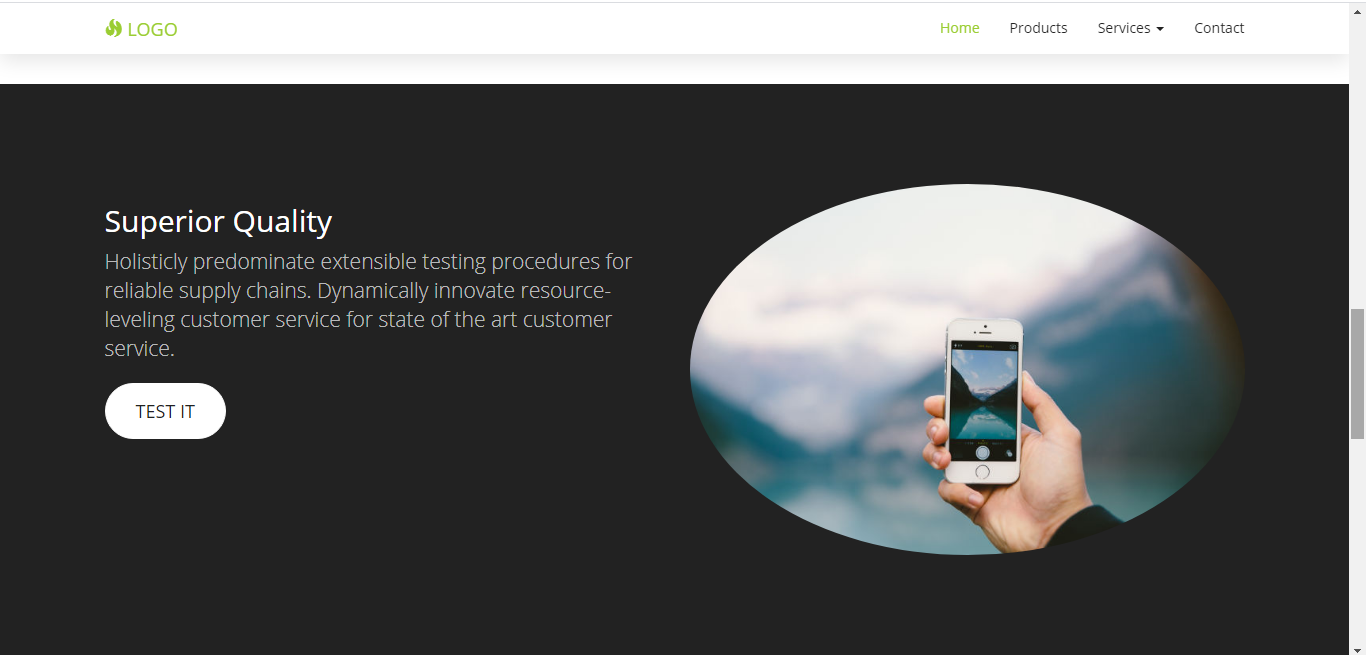 LOGO
Home Products Services Contact
Superior Quality
Holisticly predominate extensible testing procedures for
reliable supply chains. Dynamically innovate resource-
leveling customer service for state of the art customer
service.
TEST IT